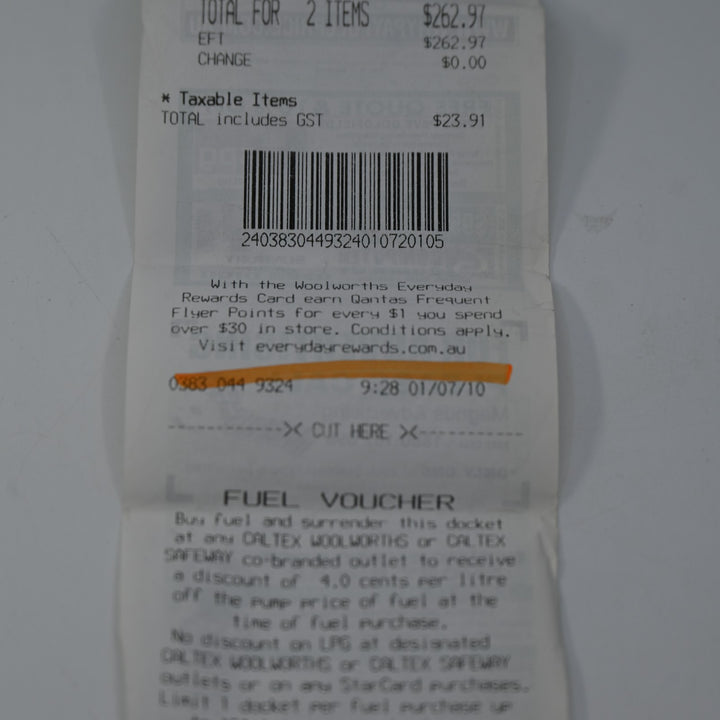 TOTAL FOR 2 ITEMS $262.97
EFT $262.97
CHANGE $0.00
* Taxable Items
TOTAL includes GST $23.91
2403830449324010720105
With the Woolworths Everyday
Rewards Card earn Qantas Frequent
Flyer Points for every $1 you spend
over $30 in store. Conditions apply.
Visit everydayrewards.com.au
0383 044 9324 9:28 01/07/10
CUT HERE
FUEL VOUCHER
Buy fuel and surrender this docket
at any CALTEX WOOLWORTHS or CALTEX
SAFEWAY co-branded outlet to receive
a discount of 4.0 cents per litre
off the pump price of fuel at the
time of fuel purchase.
No discount on LPG at designated
CALTEX WOOLWORTHS or CALTEX SAFEWAY
outlets or on any StarCard purchases.
Limit 1 docket per fuel purchase up